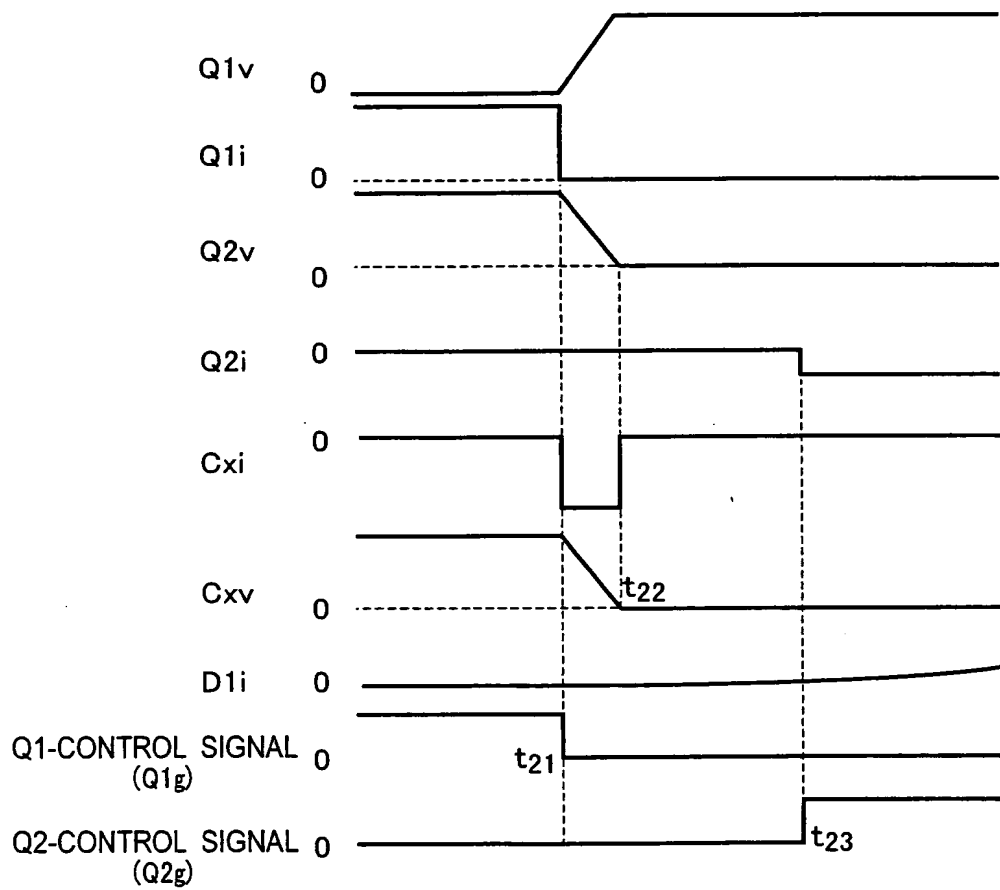 Q1v 0
Q1i 0
Q2v 0
Q2i 0
Cxi 0
Cxv 0
t22
D1i 0
Q1-CONTROL SIGNAL 0
(Q1g)
t21
Q2-CONTROL SIGNAL 0
(Q2g)
t23